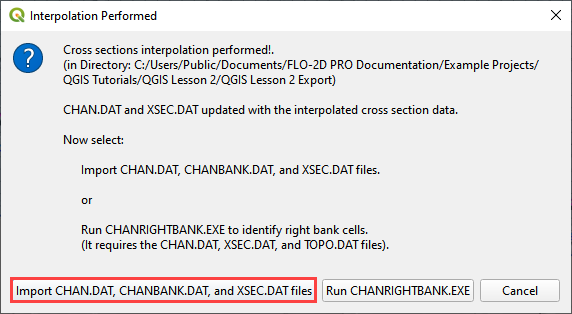 Interpolation Performed
Cross sections interpolation performed!.
(in Directory: C:/Users/Public/Documents/FLO-2D PRO Documentation/Example Projects/
QGIS Tutorials/QGIS Lesson 2/QGIS Lesson 2 Export)
CHAN.DAT and XSEC.DAT updated with the interpolated cross section data.
Now select:
Import CHAN.DAT, CHANBANK.DAT, and XSEC.DAT files.
or
Run CHANRIGHTBANK.EXE to identify right bank cells.
(It requires the CHAN.DAT, XSEC.DAT, and TOPO.DAT files).
Import CHAN.DAT, CHANBANK.DAT, and XSEC.DAT files Run CHANRIGHTBANK.EXE Cancel